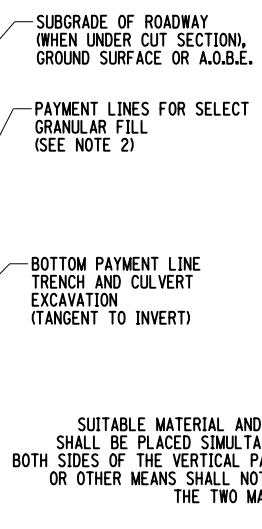 SUBGRADE OF ROADWAY
(WHEN UNDER CUT SECTION),
GROUND SURFACE OR A.O.B.E.
PAYMENT LINES FOR SELECT
GRANULAR FILL
(SEE NOTE 2)
BOTTOM PAYMENT LINE
TRENCH AND CULVERT
EXCAVATION
(TANGENT TO INVERT)
SUITABLE MATERIAL AND
SHALL BE PLACED SIMULTA
BOTH SIDES OF THE VERTICAL PA
OR OTHER MEANS SHALL NOT
THE TWO MA